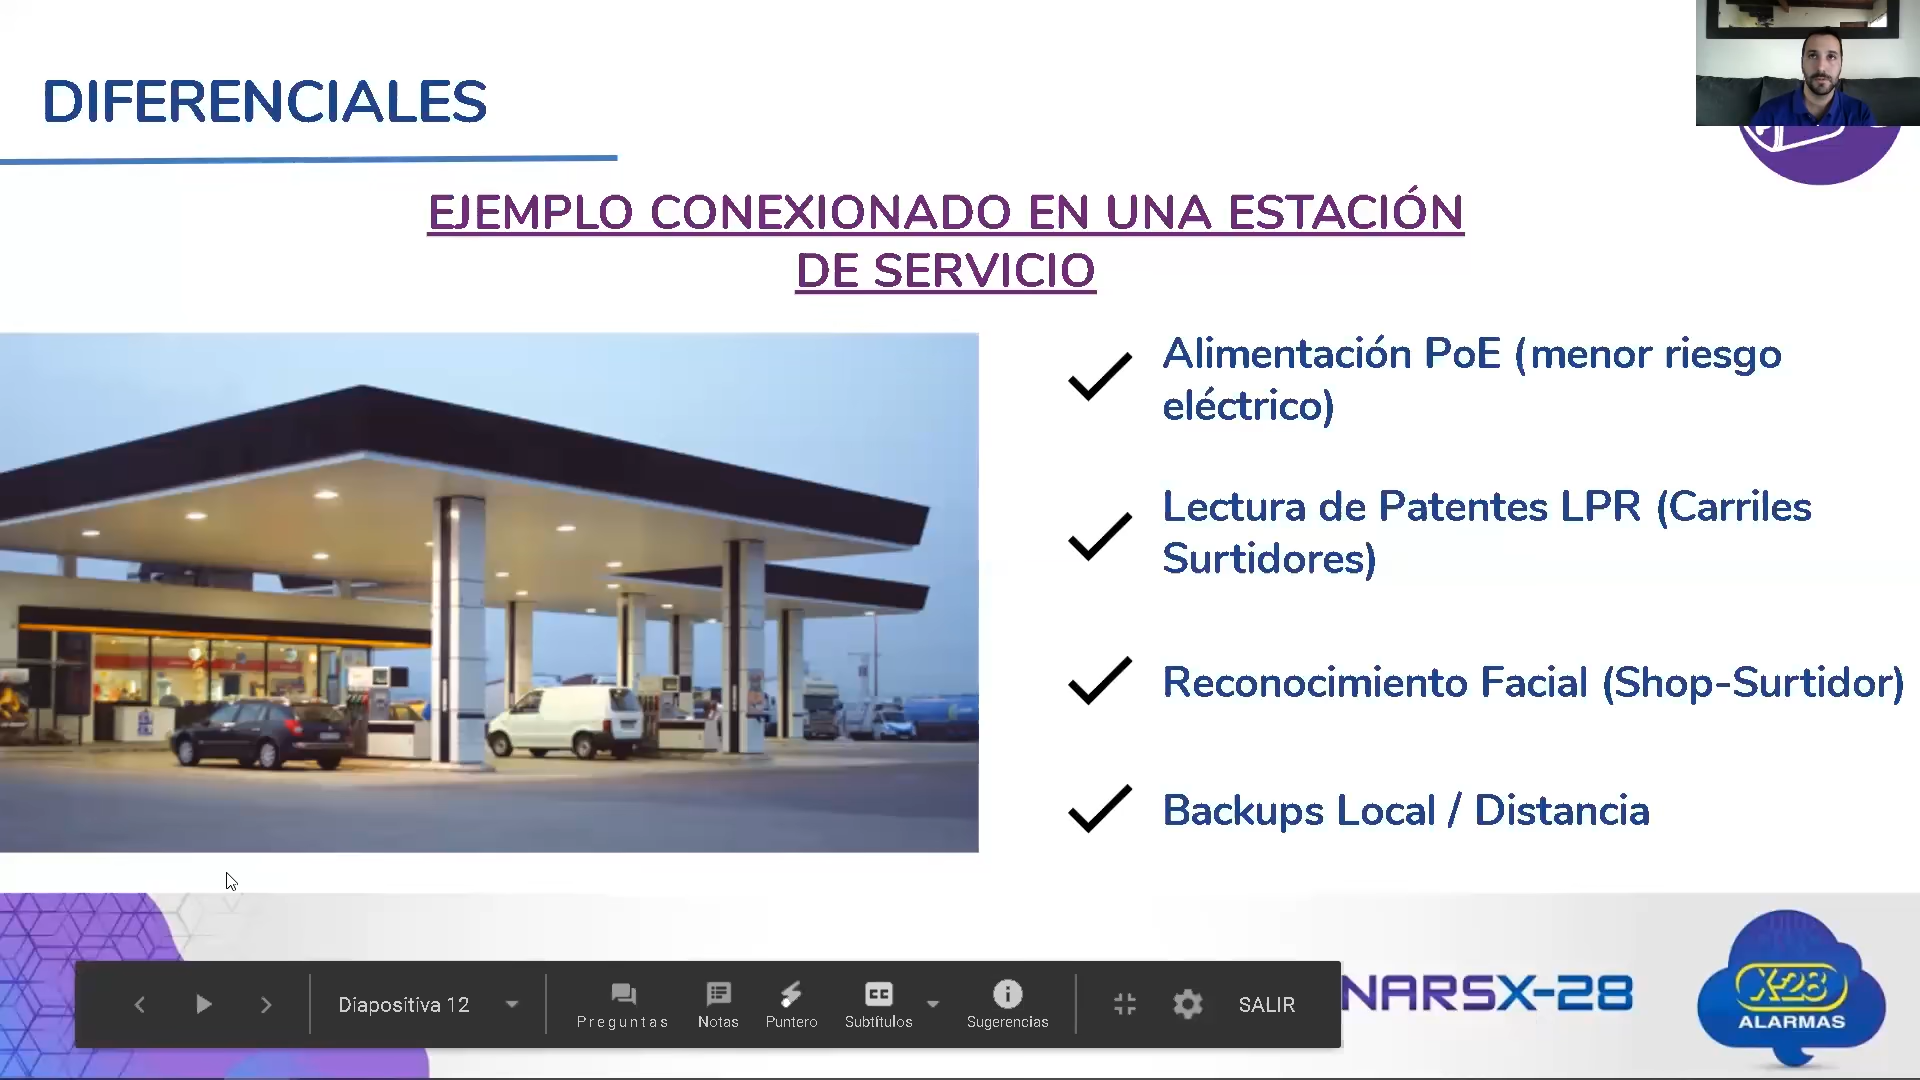 DIFERENCIALES
EJEMPLO CONEXIONADO EN UNA ESTACIÓN
DE SERVICIO
Alimentación PoE (menor riesgo
eléctrico)
Lectura de Patentes LPR (Carriles
Surtidores)
Reconocimiento Facial (Shop-Surtidor)
Backups Local / Distancia
Diapositiva 12
Preguntas
Notas
Puntero
CC
Subtítulos
Sugerencias
SALIR
NARSX-28
X-28
ALARMAS